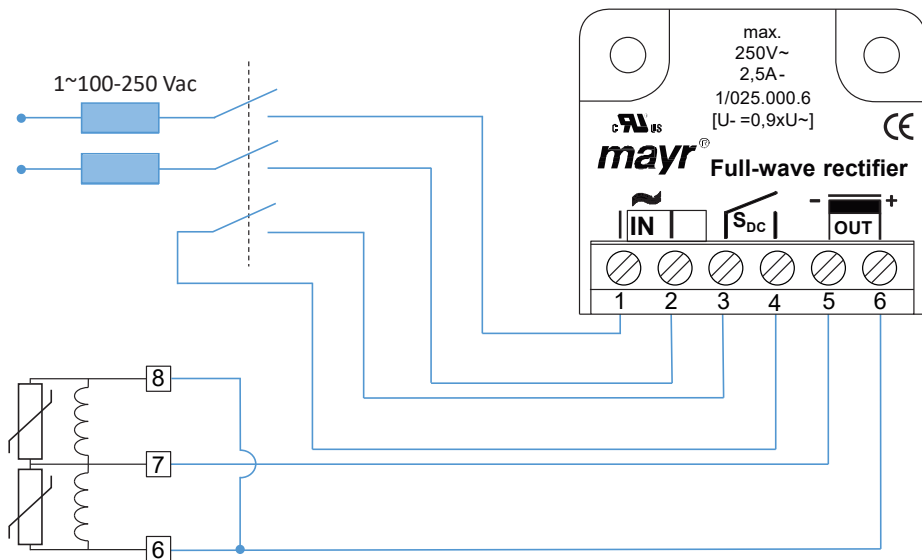 1~100-250 Vac
max.
250V~
2,5A-
1/025.000.6
[U- =0,9xU~]
c UR US
CE
mayr®
Full-wave rectifier
~
IN
SDC
- +
OUT
1 2 3 4 5 6
8
7
6